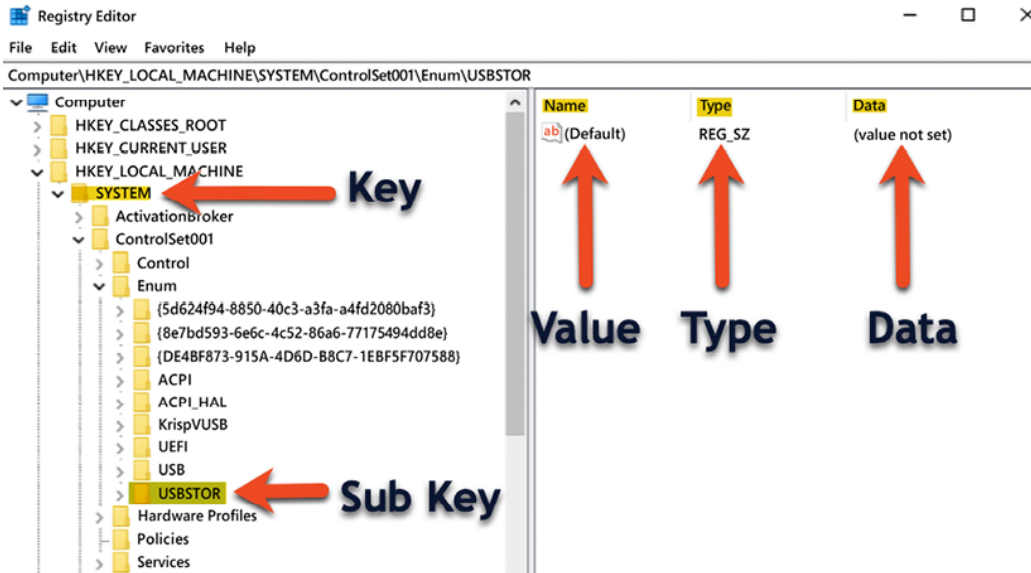 Registry Editor
File Edit View Favorites Help
Computer\HKEY_LOCAL_MACHINE\SYSTEM\ControlSet001\Enum\USBSTOR
Computer
HKEY_CLASSES_ROOT
HKEY_CURRENT_USER
HKEY_LOCAL_MACHINE
SYSTEM
Key
ActivationBroker
ControlSet001
Control
Enum
{5d624f94-8850-40c3-a3fa-a4fd2080baf3}
{8e7bd593-6e6c-4c52-86a6-77175494dd8e}
{DE4BF873-915A-4D6D-B8C7-1EBF5F707588}
ACPI
ACPI_HAL
KrispVUSB
UEFI
USB
USBSTOR
Sub Key
Hardware Profiles
Policies
Services
Name Type Data
ab (Default) REG_SZ (value not set)
Value Type Data